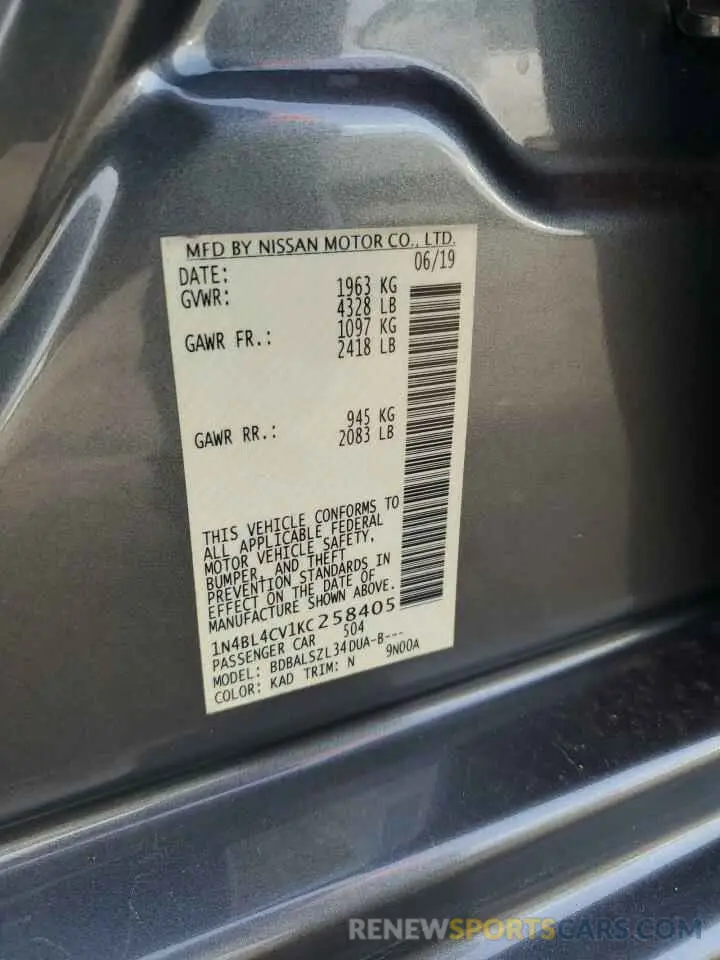 MFD BY NISSAN MOTOR CO., LTD.
DATE: 06/19
GVWR: 1963 KG
4328 LB
GAWR FR.: 1097 KG
2418 LB
GAWR RR.: 945 KG
2083 LB
THIS VEHICLE CONFORMS TO
ALL APPLICABLE FEDERAL
MOTOR VEHICLE SAFETY,
BUMPER, AND THEFT
PREVENTION STANDARDS IN
EFFECT ON THE DATE OF
MANUFACTURE SHOWN ABOVE.
1N4BL4CV1KC258405
PASSENGER CAR 504
MODEL: BDBALSZL34DUA-B---
COLOR: KAD TRIM: N 9N00A
RENEWSPORTSCARS.COM